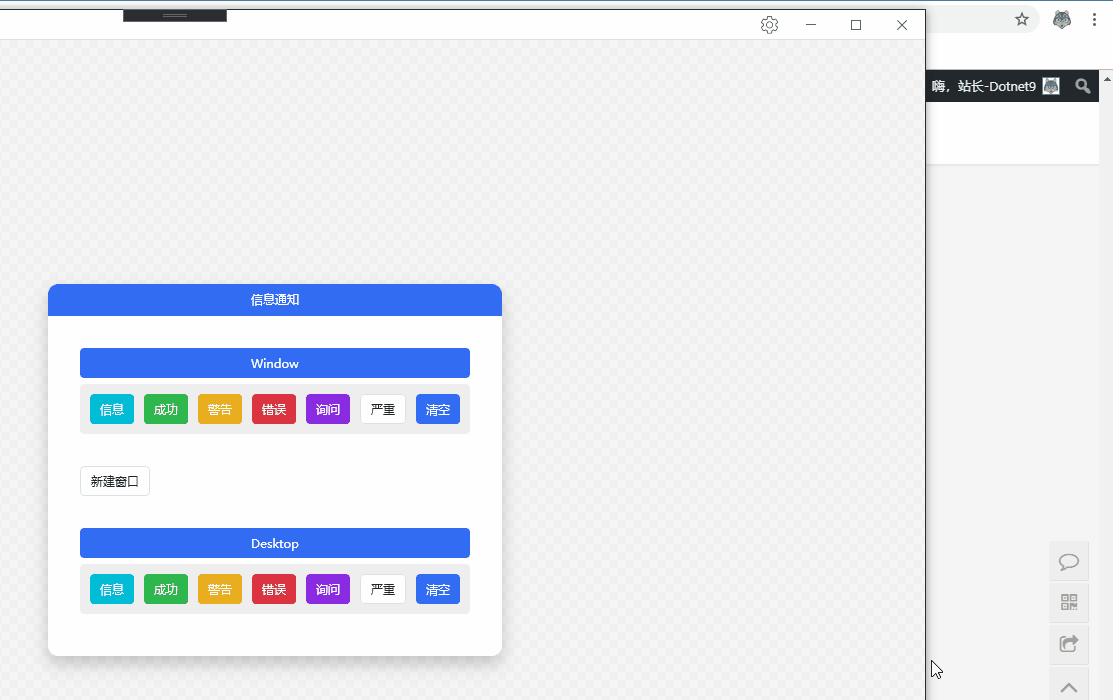 嗨，站长-Dotnet9
信息通知
Window
信息 成功 警告 错误 询问 严重 清空
新建窗口
Desktop
信息 成功 警告 错误 询问 严重 清空